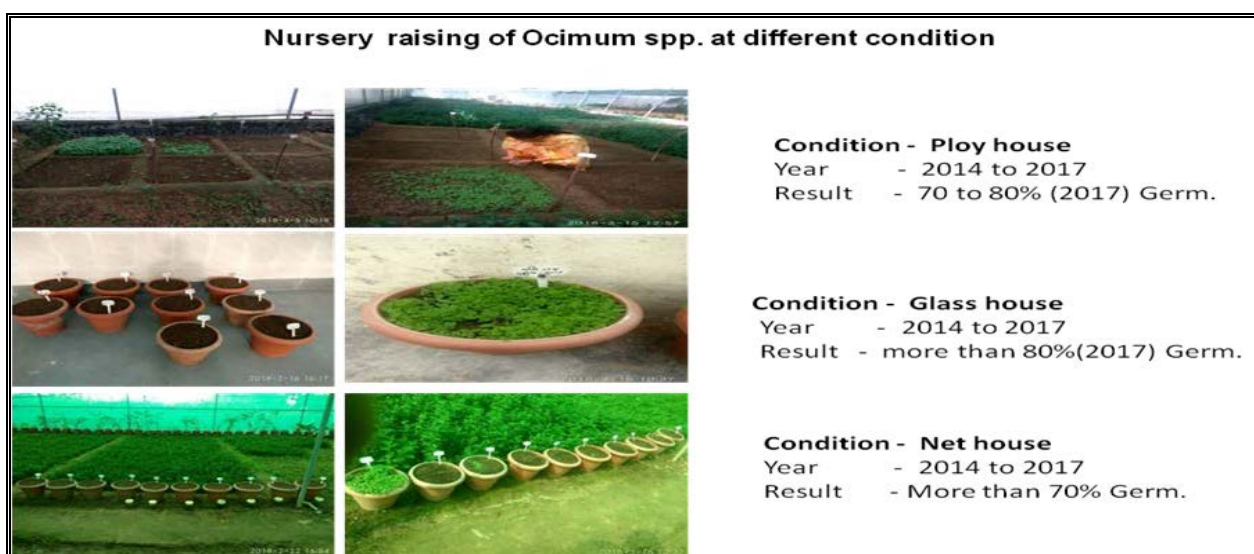 Nursery raising of Ocimum spp. at different condition
Condition - Ploy house
Year - 2014 to 2017
Result - 70 to 80% (2017) Germ.
Condition - Glass house
Year - 2014 to 2017
Result - more than 80%(2017) Germ.
Condition - Net house
Year - 2014 to 2017
Result - More than 70% Germ.